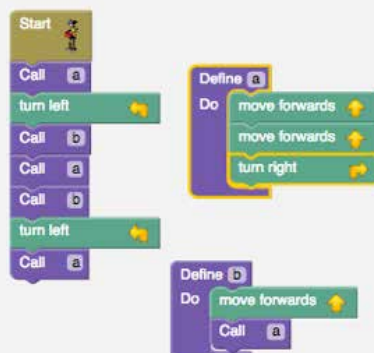 Start
Call a
turn left
Call b
Call a
Call b
turn left
Call a
Define a
Do move forwards
move forwards
turn right
Define b
Do move forwards
Call a